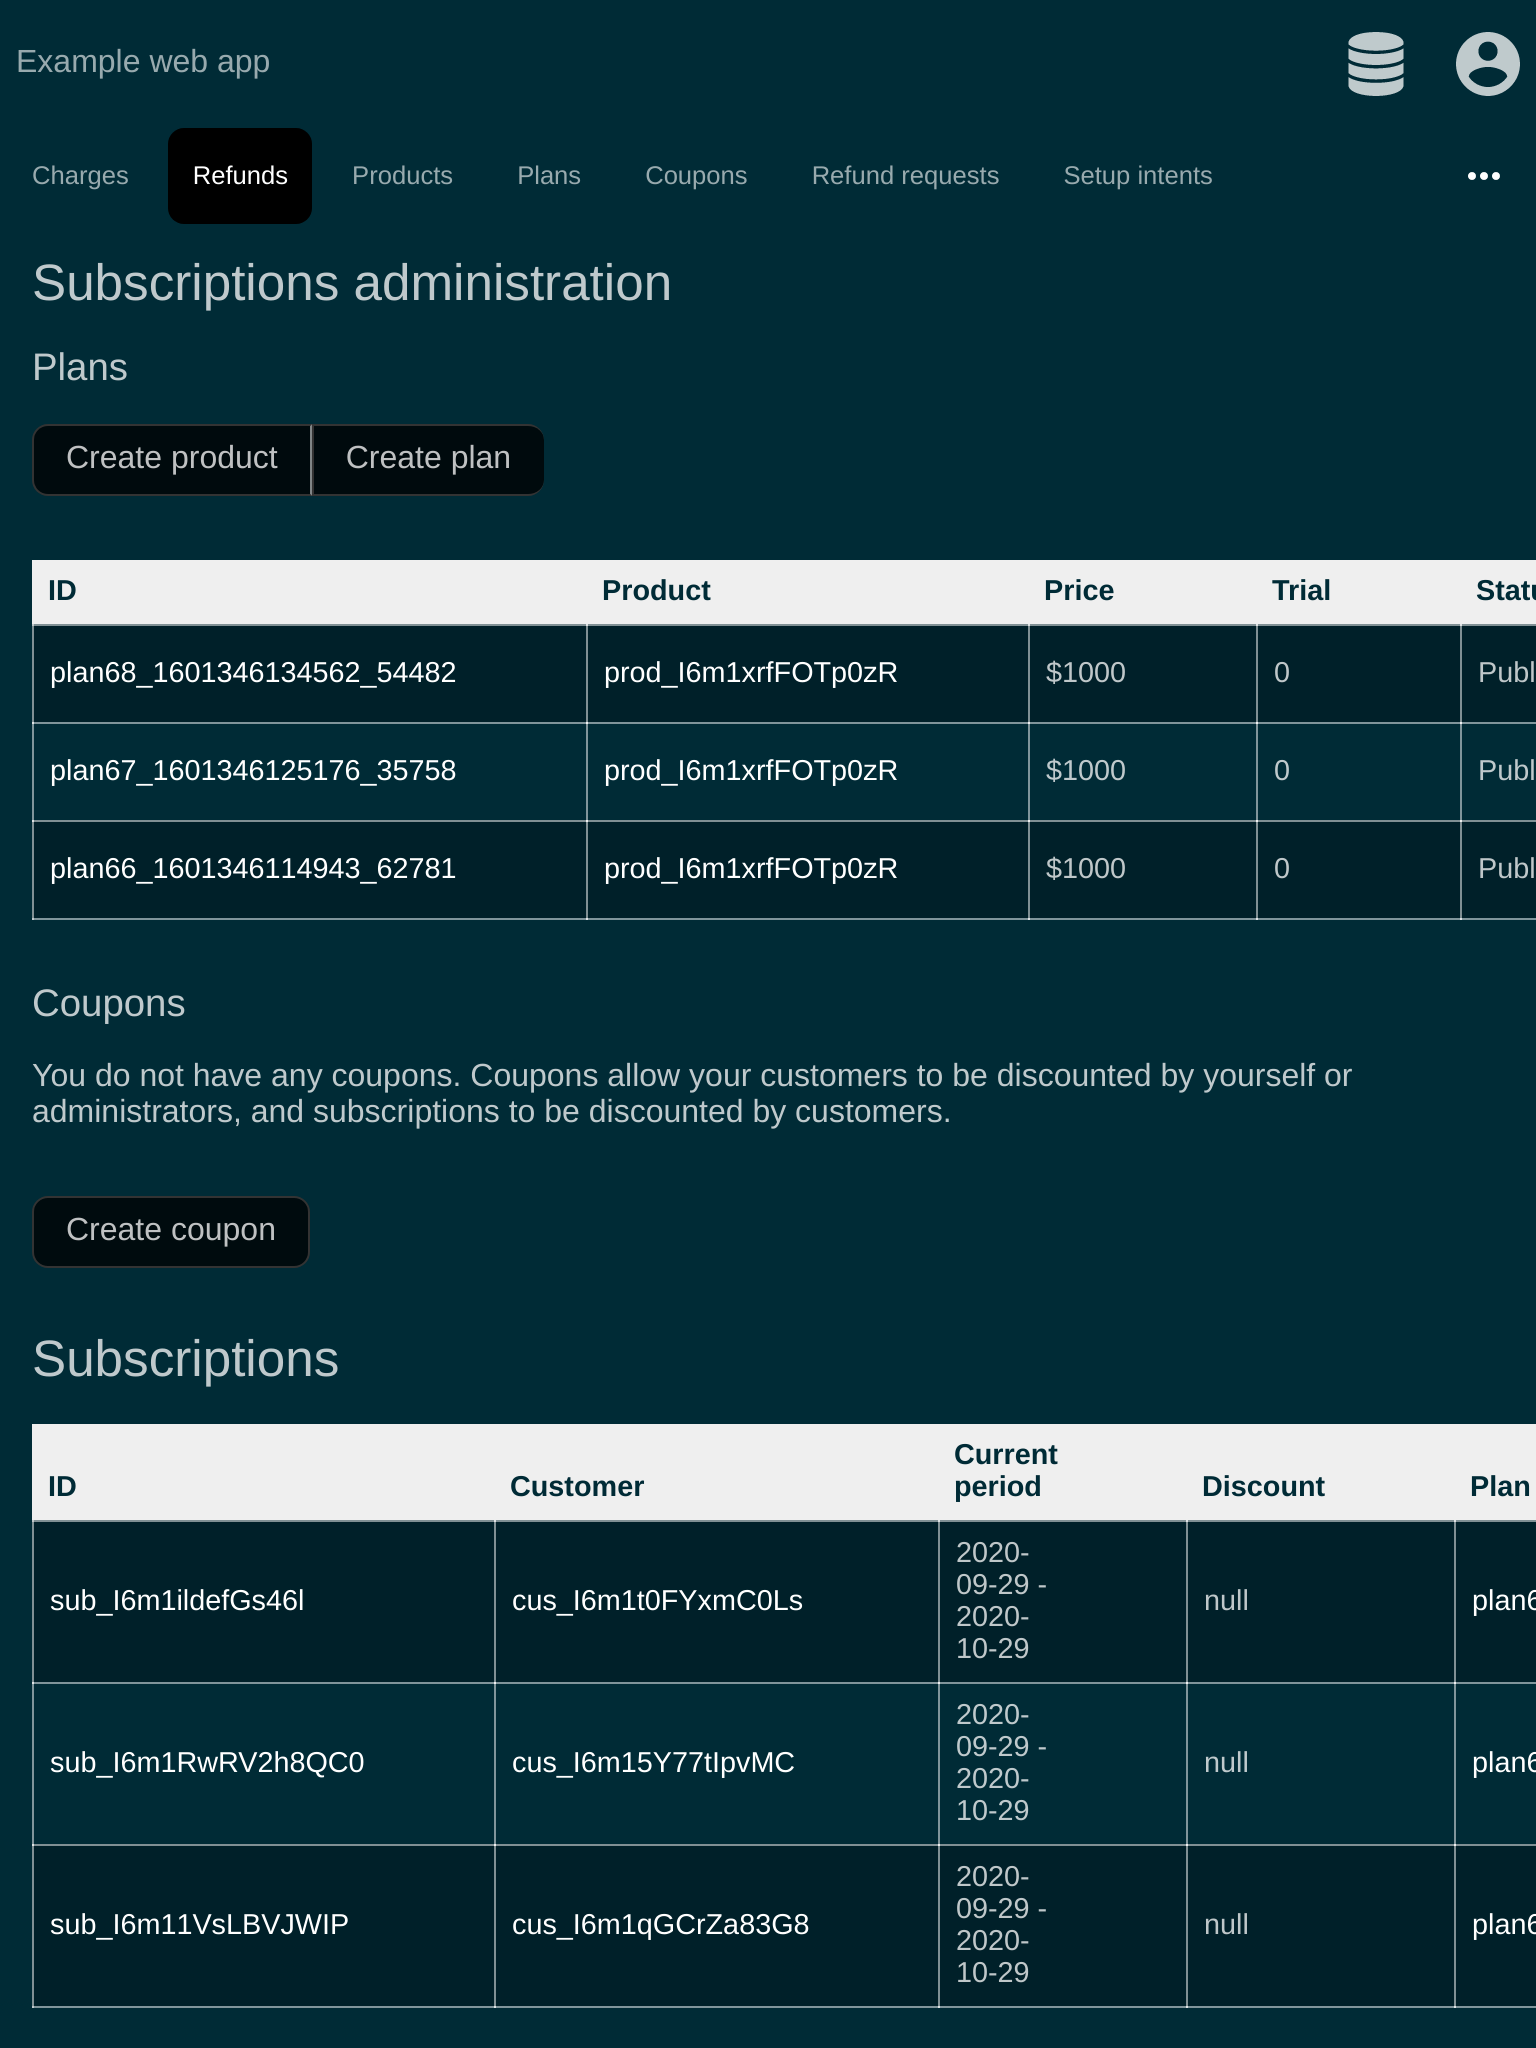 Example web app
Charges Refunds Products Plans Coupons Refund requests Setup intents
Subscriptions administration
Plans
Create product Create plan
ID Product Price Trial Statu
plan68_1601346134562_54482 prod_I6m1xrfFOTp0zR $1000 0 Publ
plan67_1601346125176_35758 prod_I6m1xrfFOTp0zR $1000 0 Publ
plan66_1601346114943_62781 prod_I6m1xrfFOTp0zR $1000 0 Publ
Coupons
You do not have any coupons. Coupons allow your customers to be discounted by yourself or
administrators, and subscriptions to be discounted by customers.
Create coupon
Subscriptions
Current
ID Customer period Discount Plan
2020-
09-29 -
sub_I6m1ildefGs46l cus_I6m1t0FYxmC0Ls null plan6
2020-
10-29
2020-
09-29 -
sub_I6m1RwRV2h8QC0 cus_I6m15Y77tIpvMC null plan6
2020-
10-29
2020-
09-29 -
sub_I6m11VsLBVJWIP cus_I6m1qGCrZa83G8 null plan6
2020-
10-29